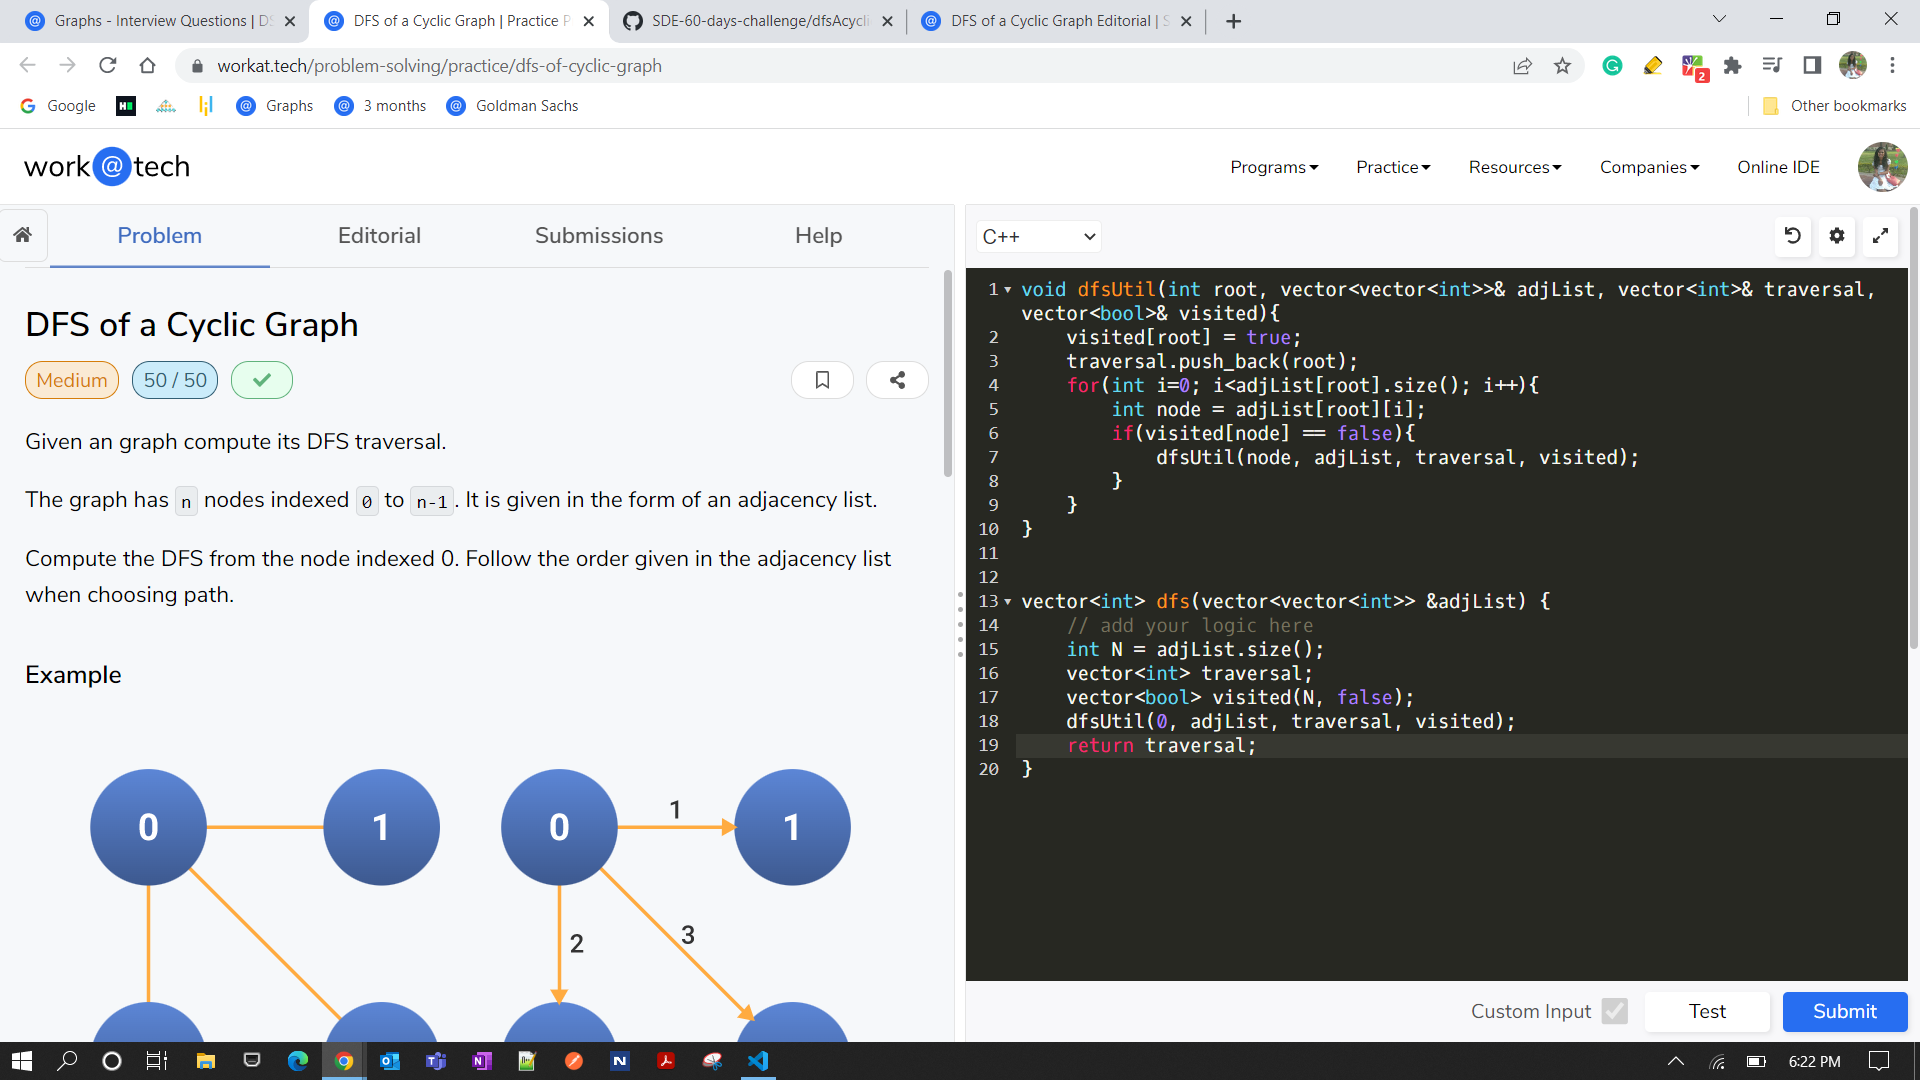 Graphs - Interview Questions | DS
DFS of a Cyclic Graph | Practice P
SDE-60-days-challenge/dfsAcycli
DFS of a Cyclic Graph Editorial | S
workat.tech/problem-solving/practice/dfs-of-cyclic-graph
2
Google
Graphs
3 months
Goldman Sachs
Other bookmarks
work@tech
Programs
Practice
Resources
Companies
Online IDE
Problem
Editorial
Submissions
Help
DFS of a Cyclic Graph
Medium
50 / 50
Given an graph compute its DFS traversal.
The graph has n nodes indexed 0 to n-1. It is given in the form of an adjacency list.
Compute the DFS from the node indexed 0. Follow the order given in the adjacency list
when choosing path.
Example
0
1
0
1
1
2
3
C++
1 void dfsUtil(int root, vector<vector<int>>& adjList, vector<int>& traversal,
vector<bool>& visited){
2 visited[root] = true;
3 traversal.push_back(root);
4 for(int i=0; i<adjList[root].size(); i++){
5 int node = adjList[root][i];
6 if(visited[node] == false){
7 dfsUtil(node, adjList, traversal, visited);
8 }
9 }
10 }
11
12
13 vector<int> dfs(vector<vector<int>> &adjList) {
14 // add your logic here
15 int N = adjList.size();
16 vector<int> traversal;
17 vector<bool> visited(N, false);
18 dfsUtil(0, adjList, traversal, visited);
19 return traversal;
20 }
Custom Input
Test
Submit
6:22 PM